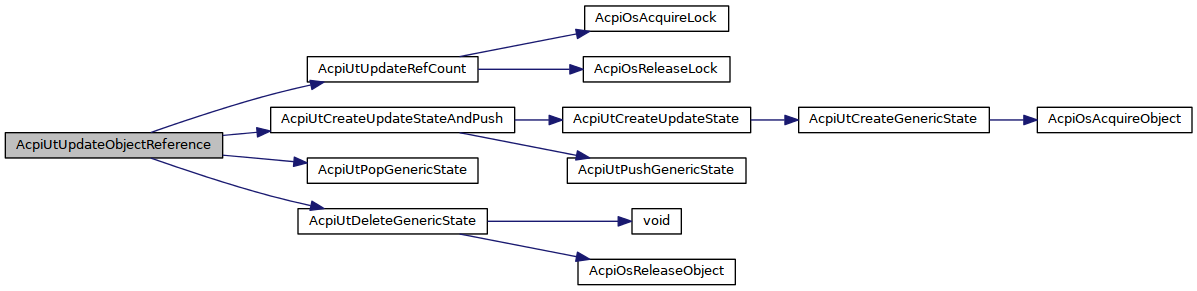 AcpiOsAcquireLock
AcpiUtUpdateRefCount
AcpiOsReleaseLock
AcpiUtCreateUpdateStateAndPush
AcpiUtCreateUpdateState
AcpiUtCreateGenericState
AcpiOsAcquireObject
AcpiUtUpdateObjectReference
AcpiUtPopGenericState
AcpiUtPushGenericState
AcpiUtDeleteGenericState
void
AcpiOsReleaseObject